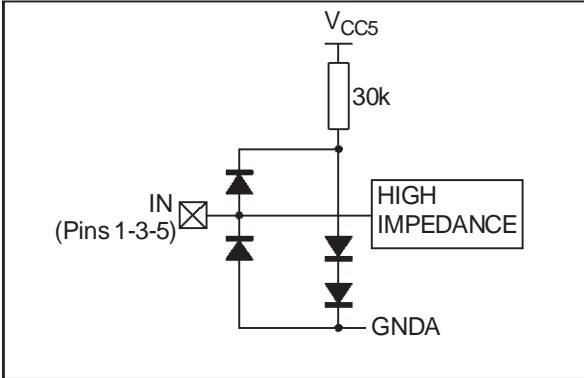 VCC5
30k
IN
(Pins 1-3-5)
HIGH
IMPEDANCE
GNDA